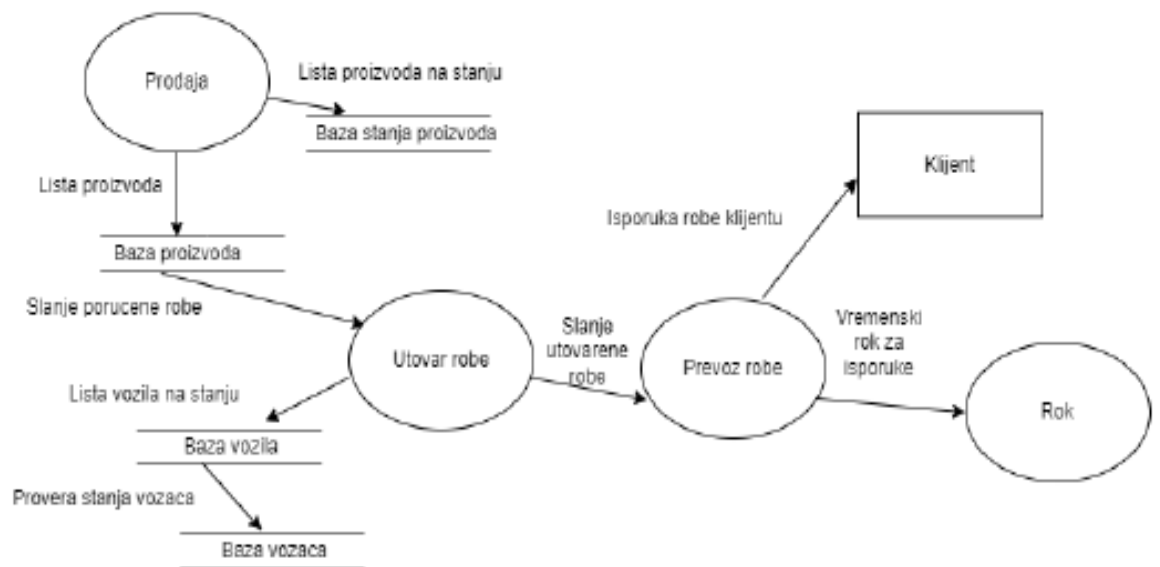 Prodaja
Lista proizvoda na stanju
Baza stanja proizvoda
Lista proizvoda
Baza proizvoda
Slanje porucene robe
Utovar robe
Lista vozila na stanju
Baza vozila
Provera stanja vozaca
Baza vozaca
Slanje
utovarene
robe
Prevoz robe
Isporuka robe klijentu
Klijent
Vremenski
rok za
isporuke
Rok